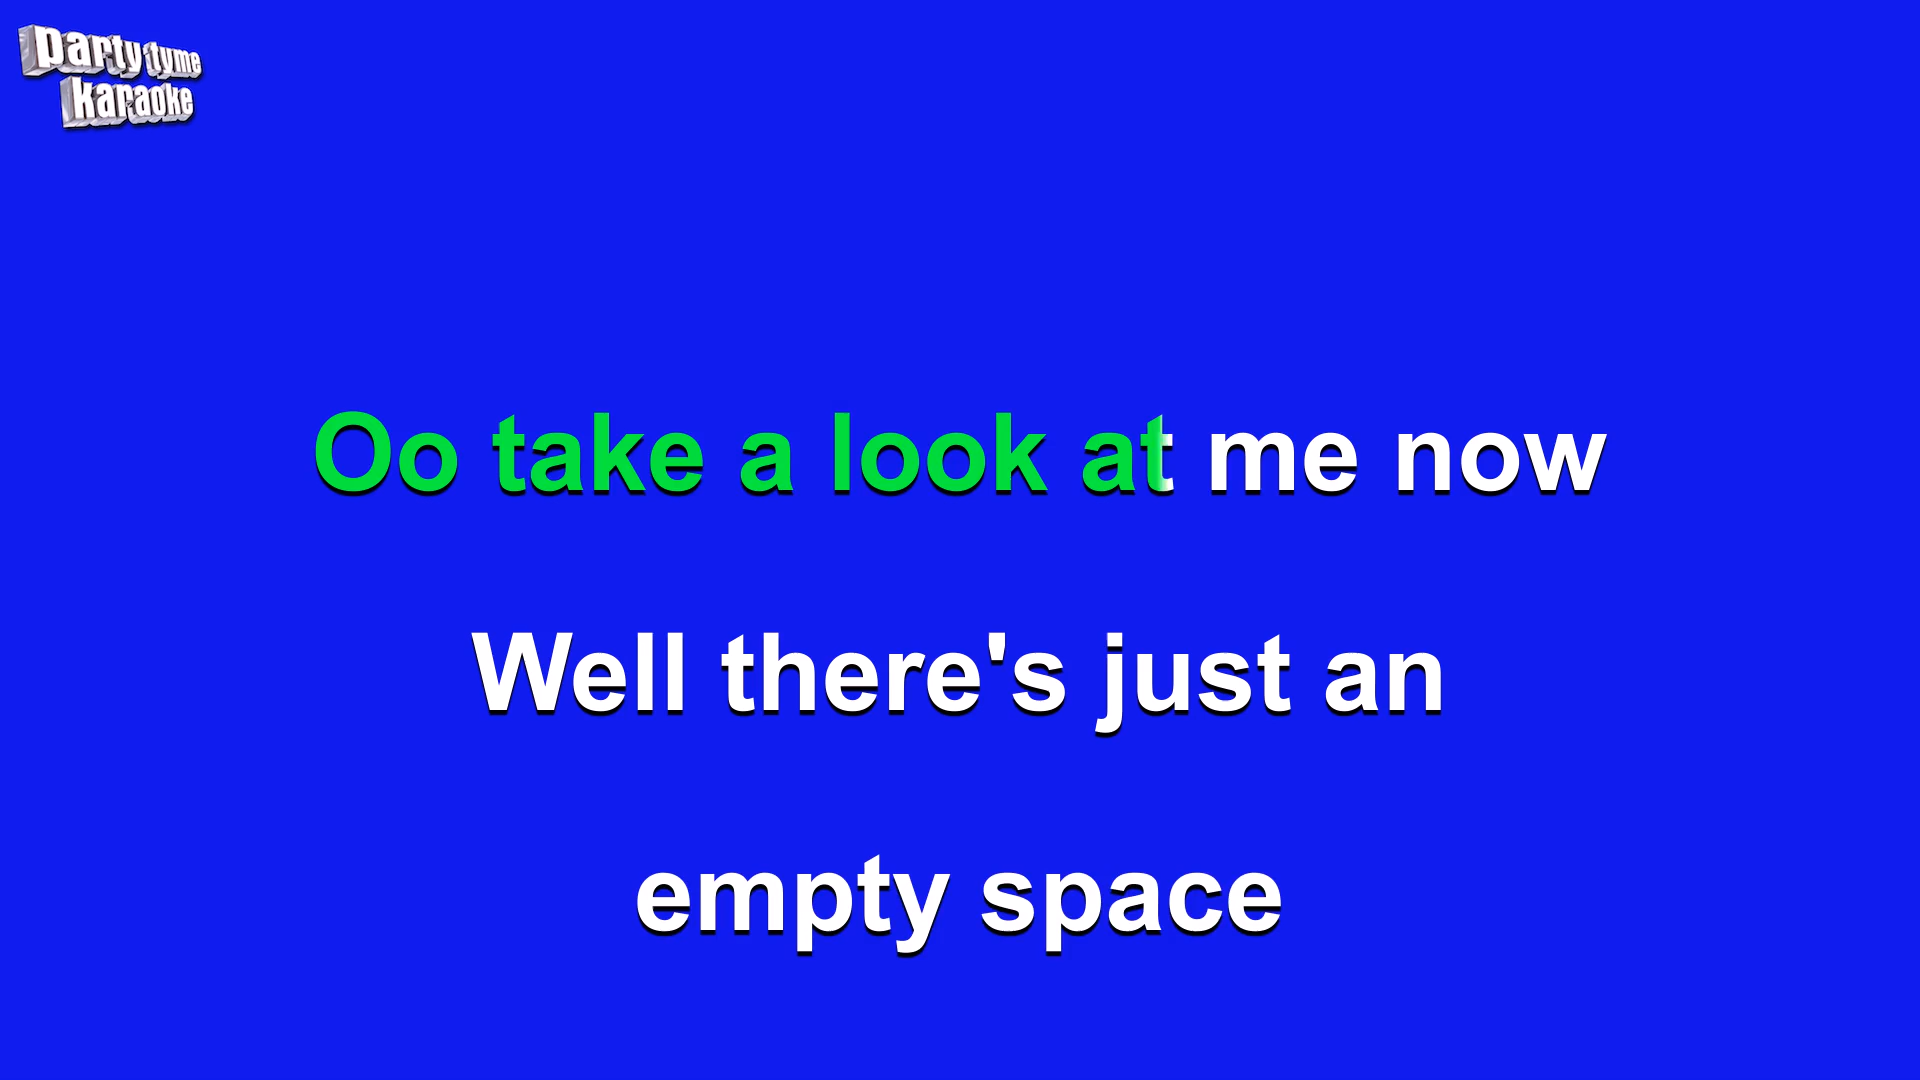 party tyme
karaoke
Oo take a look at me now
Well there's just an
empty space